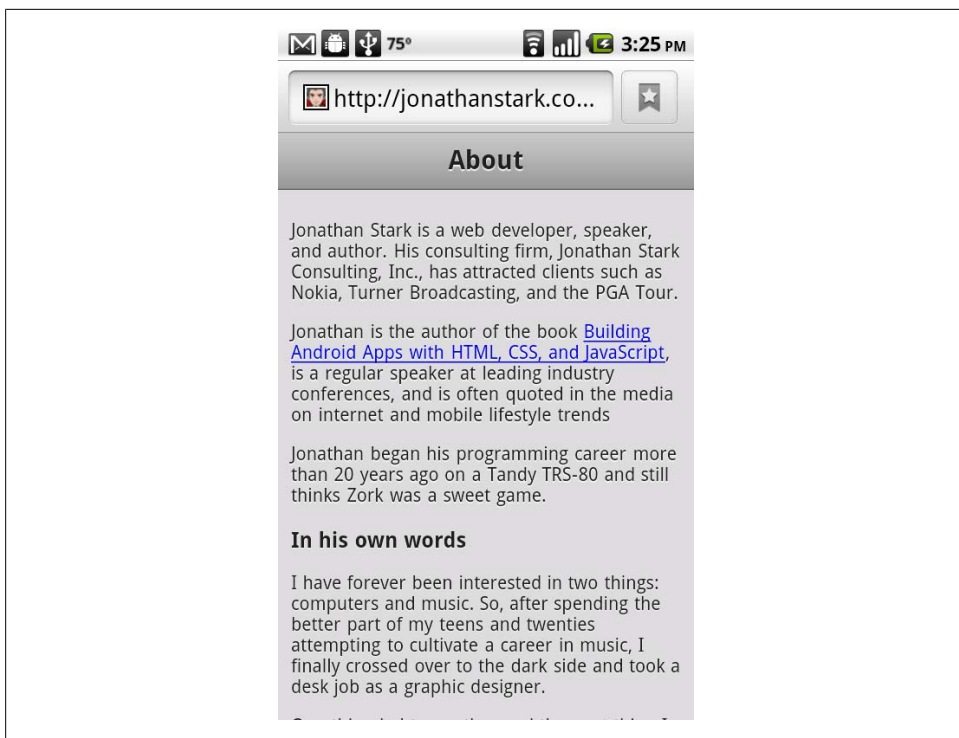 75°
3:25 PM
http://jonathanstark.co...
About
Jonathan Stark is a web developer, speaker,
and author. His consulting firm, Jonathan Stark
Consulting, Inc., has attracted clients such as
Nokia, Turner Broadcasting, and the PGA Tour.
Jonathan is the author of the book Building
Android Apps with HTML, CSS, and JavaScript,
is a regular speaker at leading industry
conferences, and is often quoted in the media
on internet and mobile lifestyle trends
Jonathan began his programming career more
than 20 years ago on a Tandy TRS-80 and still
thinks Zork was a sweet game.
In his own words
I have forever been interested in two things:
computers and music. So, after spending the
better part of my teens and twenties
attempting to cultivate a career in music, I
finally crossed over to the dark side and took a
desk job as a graphic designer.